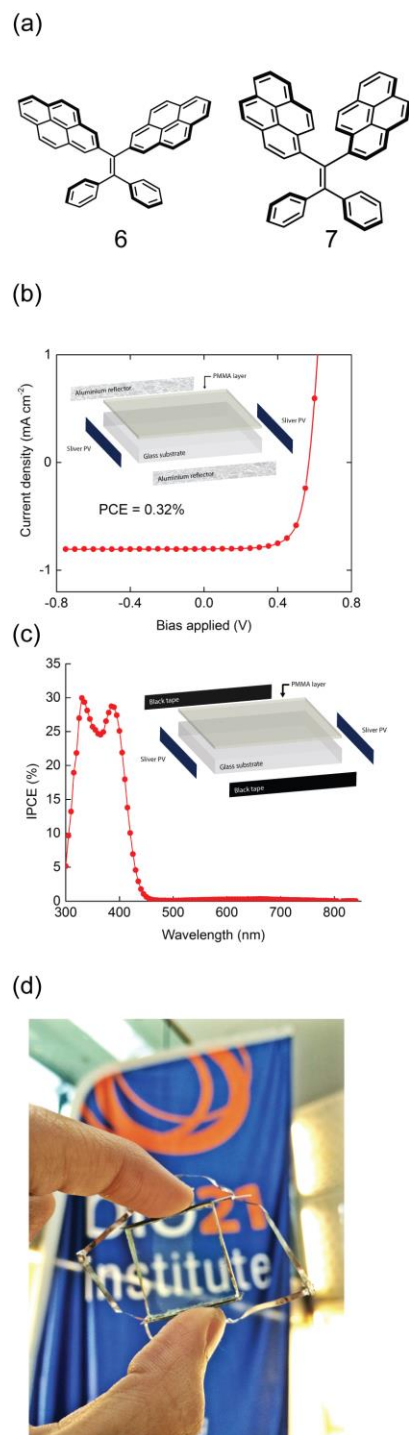 (a)
6
7
(b)
Current density (mA cm⁻²)
1
0
-1
-0.8
-0.4
0.0
0.4
0.8
Bias applied (V)
Aluminium reflector
PMMA layer
Sliver PV
Glass substrate
Sliver PV
Aluminium reflector
PCE = 0.32%
(c)
IPCE (%)
35
30
25
20
15
10
5
0
300
400
500
600
700
800
Wavelength (nm)
Black tape
PMMA layer
Sliver PV
Glass substrate
Sliver PV
Black tape
(d)
BIO21
institute